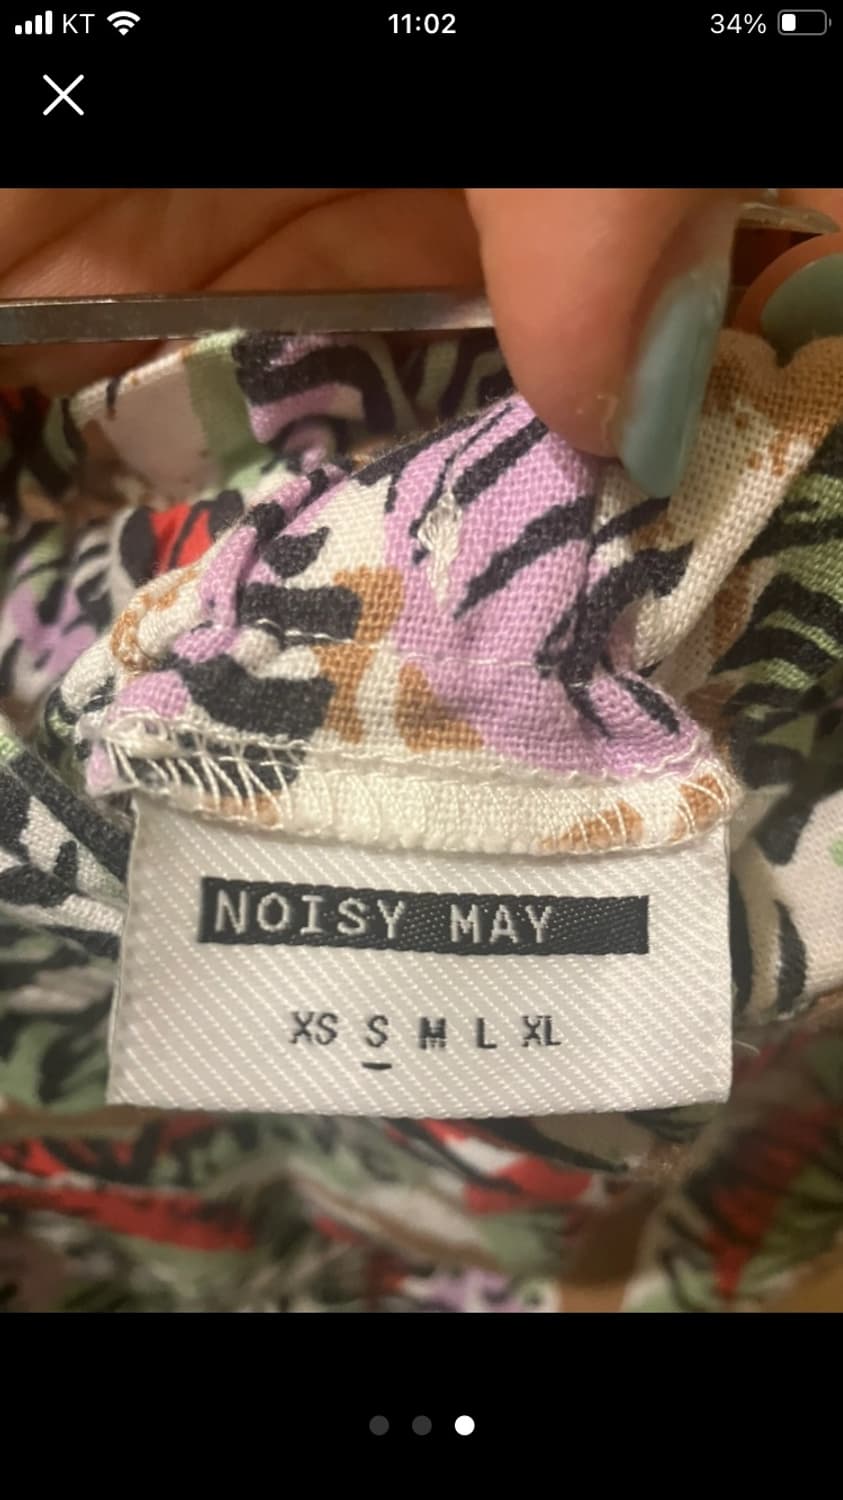 KT 11:02 34%
NOISY MAY
XS S M L XL